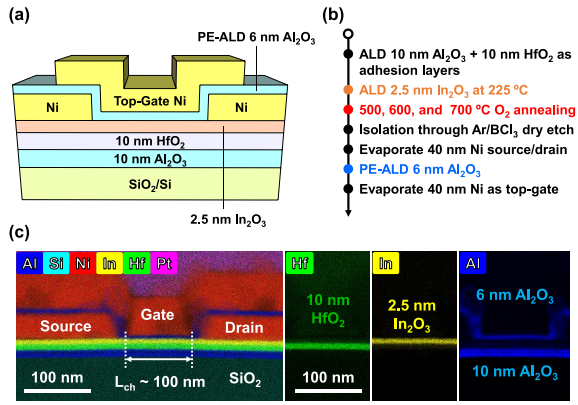 (a)
PE-ALD 6 nm Al₂O₃
Ni
Top-Gate Ni
Ni
10 nm HfO₂
10 nm Al₂O₃
SiO₂/Si
2.5 nm In₂O₃
(b)
ALD 10 nm Al₂O₃ + 10 nm HfO₂ as
adhesion layers
ALD 2.5 nm In₂O₃ at 225 ºC
500, 600, and 700 ºC O₂ annealing
Isolation through Ar/BCl₃ dry etch
Evaporate 40 nm Ni source/drain
PE-ALD 6 nm Al₂O₃
Evaporate 40 nm Ni as top-gate
(c)
Al Si Ni In Hf Pt
Source
Gate
Drain
100 nm
Lch ~ 100 nm
SiO₂
Hf
10 nm
HfO₂
100 nm
In
2.5 nm
In₂O₃
Al
6 nm Al₂O₃
10 nm Al₂O₃